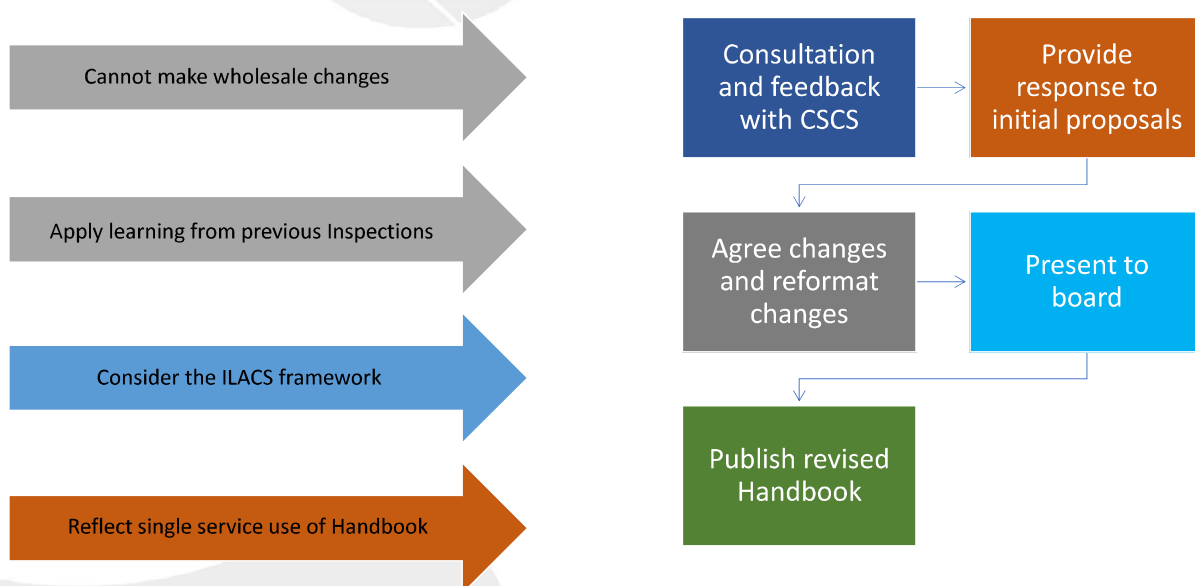 Cannot make wholesale changes
Apply learning from previous Inspections
Consider the ILACS framework
Reflect single service use of Handbook
Consultation
and feedback
with CSCS
Provide
response to
initial proposals
Agree changes
and reformat
changes
Present to
board
Publish revised
Handbook